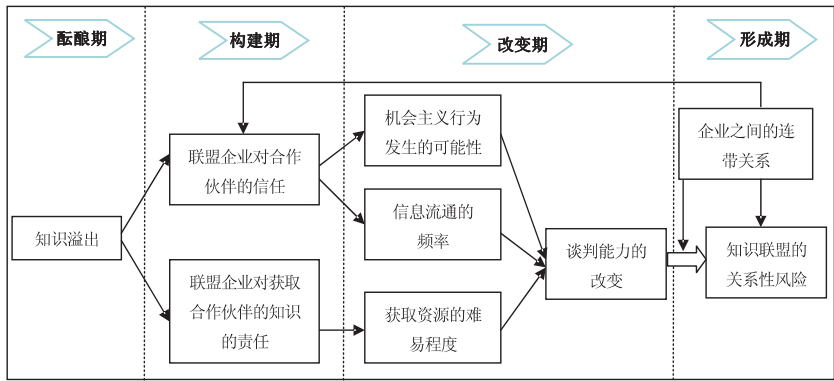 酝酿期
构建期
改变期
形成期
知识溢出
联盟企业对合作
伙伴的信任
联盟企业对获取
合作伙伴的知识
的责任
机会主义行为
发生的可能性
信息流通的
频率
获取资源的难
易程度
谈判能力的
改变
企业之间的连
带关系
知识联盟的
关系性风险